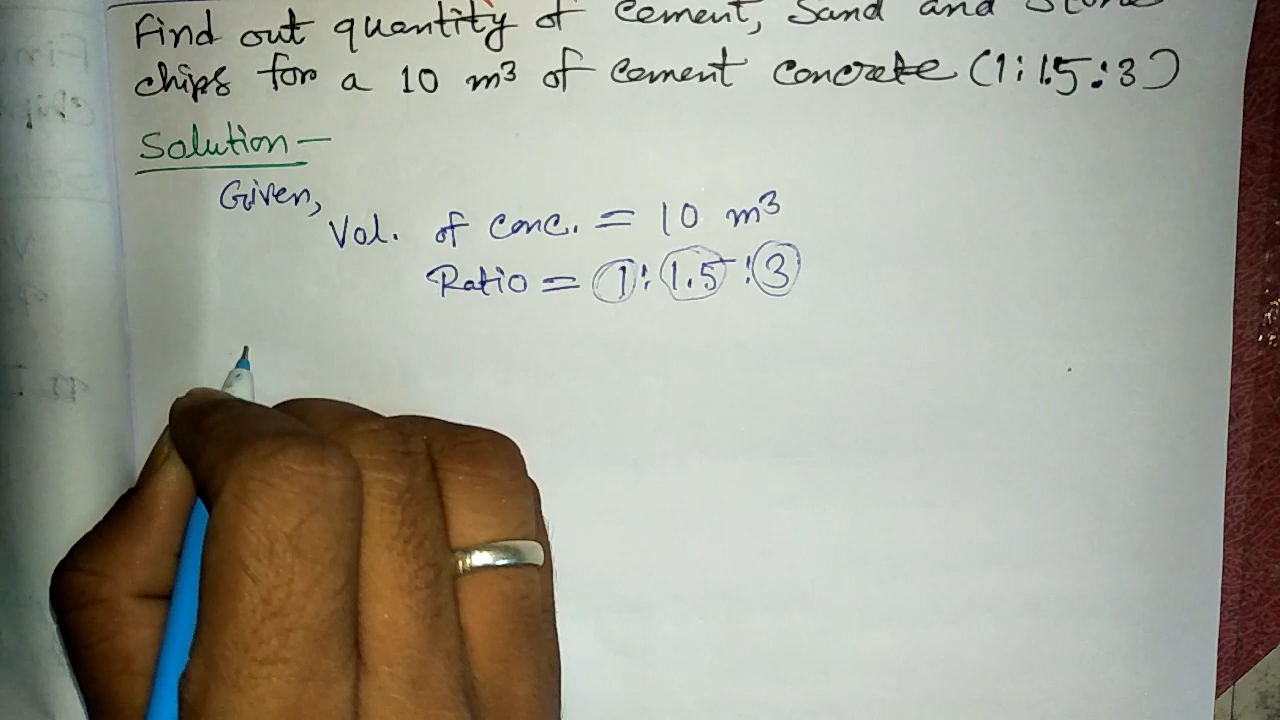 Find out quantity of Cement, Sand and Stone
chips for a 10 m³ of Cement Concrete (1:1.5:3)
Solution-
Given,
Vol. of Conc. = 10 m³
Ratio = 1:1.5:3